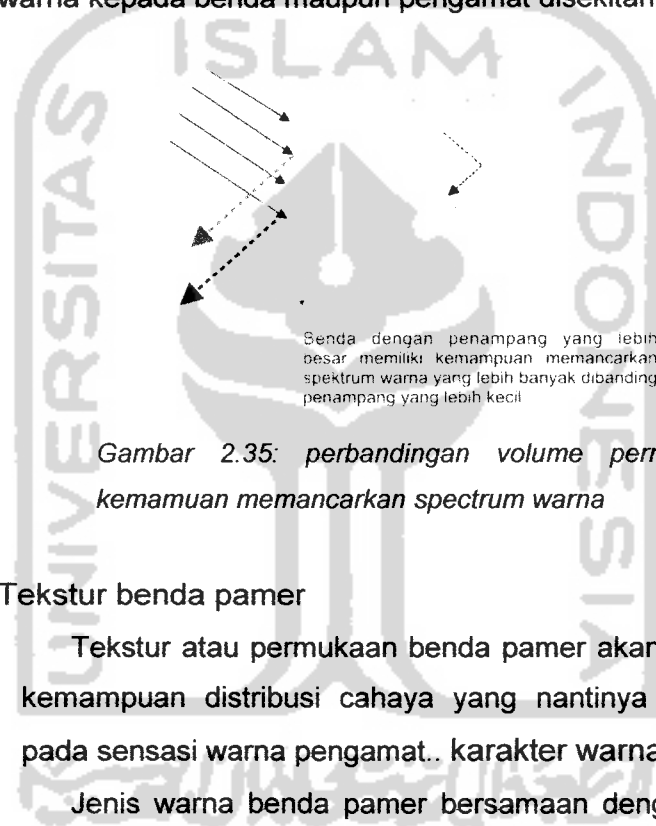 warna kepada benda maupun pengamat disekitar
ISLAM
UNIVERSITAS
INDONESIA
Benda dengan penampang yang lebih
besar memiliki kemampuan memancarkan
spektrum warna yang lebih banyak dibanding
penampang yang lebih kecil
Gambar 2.35: perbandingan volume
kemamuan memancarkan spectrum warna
Tekstur benda pamer
Tekstur atau permukaan benda pamer akan
kemampuan distribusi cahaya yang nantinya
pada sensasi warna pengamat.. karakter warna
Jenis warna benda pamer bersamaan